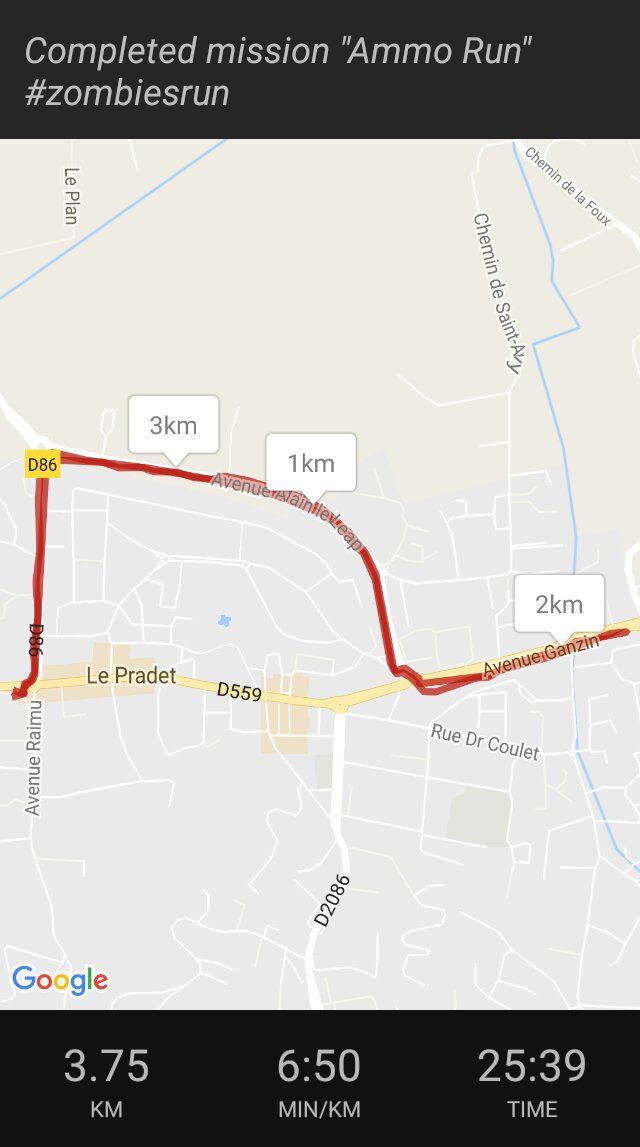 Completed mission "Ammo Run"
#zombiesrun
Le Plan
Chemin de la Foux
Chemin de Saint-Avy
3km
1km
D86
Avenue Alain le Leap
2km
D86
Avenue Ganzin
Le Pradet
D559
Avenue Raimu
Rue Dr Coulet
D2086
Google
3.75 6:50 25:39
KM MIN/KM TIME